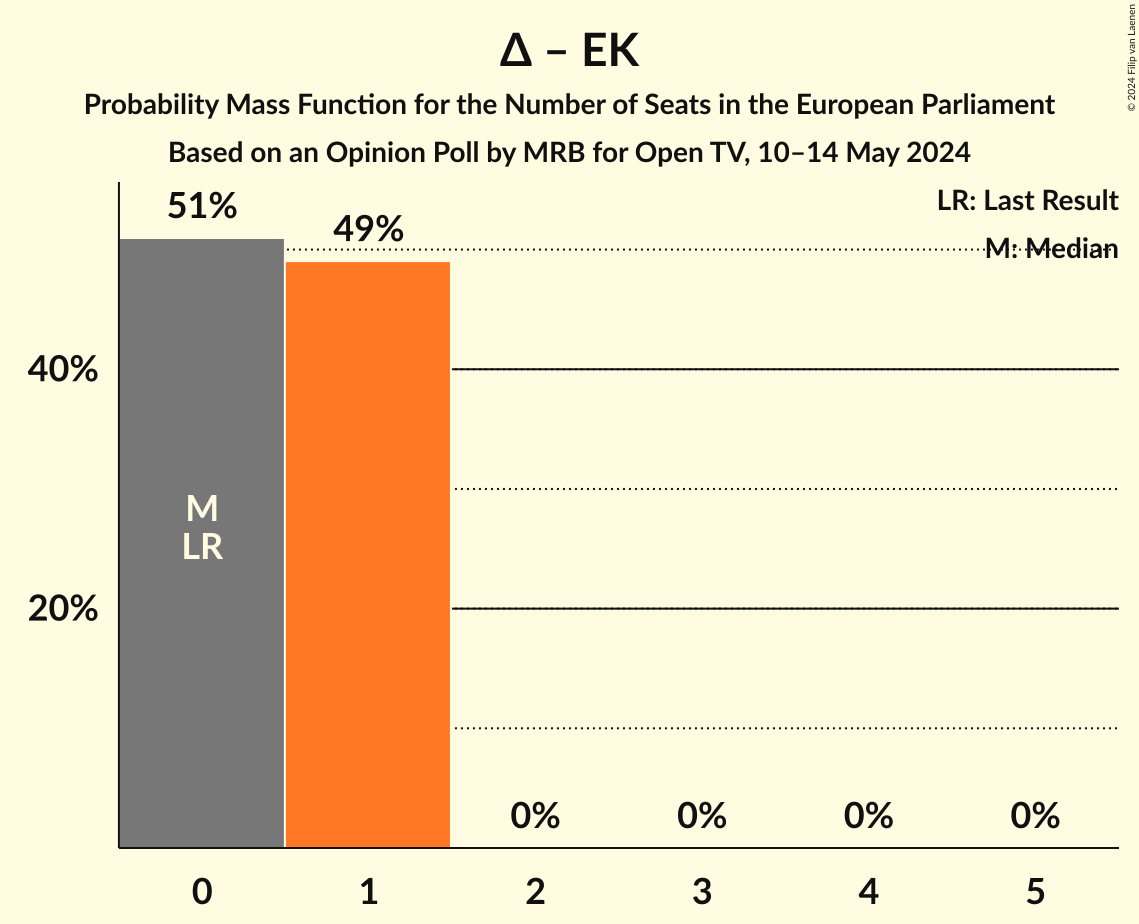 Δ – EK
Probability Mass Function for the Number of Seats in the European Parliament
Based on an Opinion Poll by MRB for Open TV, 10–14 May 2024
© 2024 Filip van Laenen
LR: Last Result
M: Median
51%
49%
40%
20%
M
LR
0%
0%
0%
0%
0
1
2
3
4
5